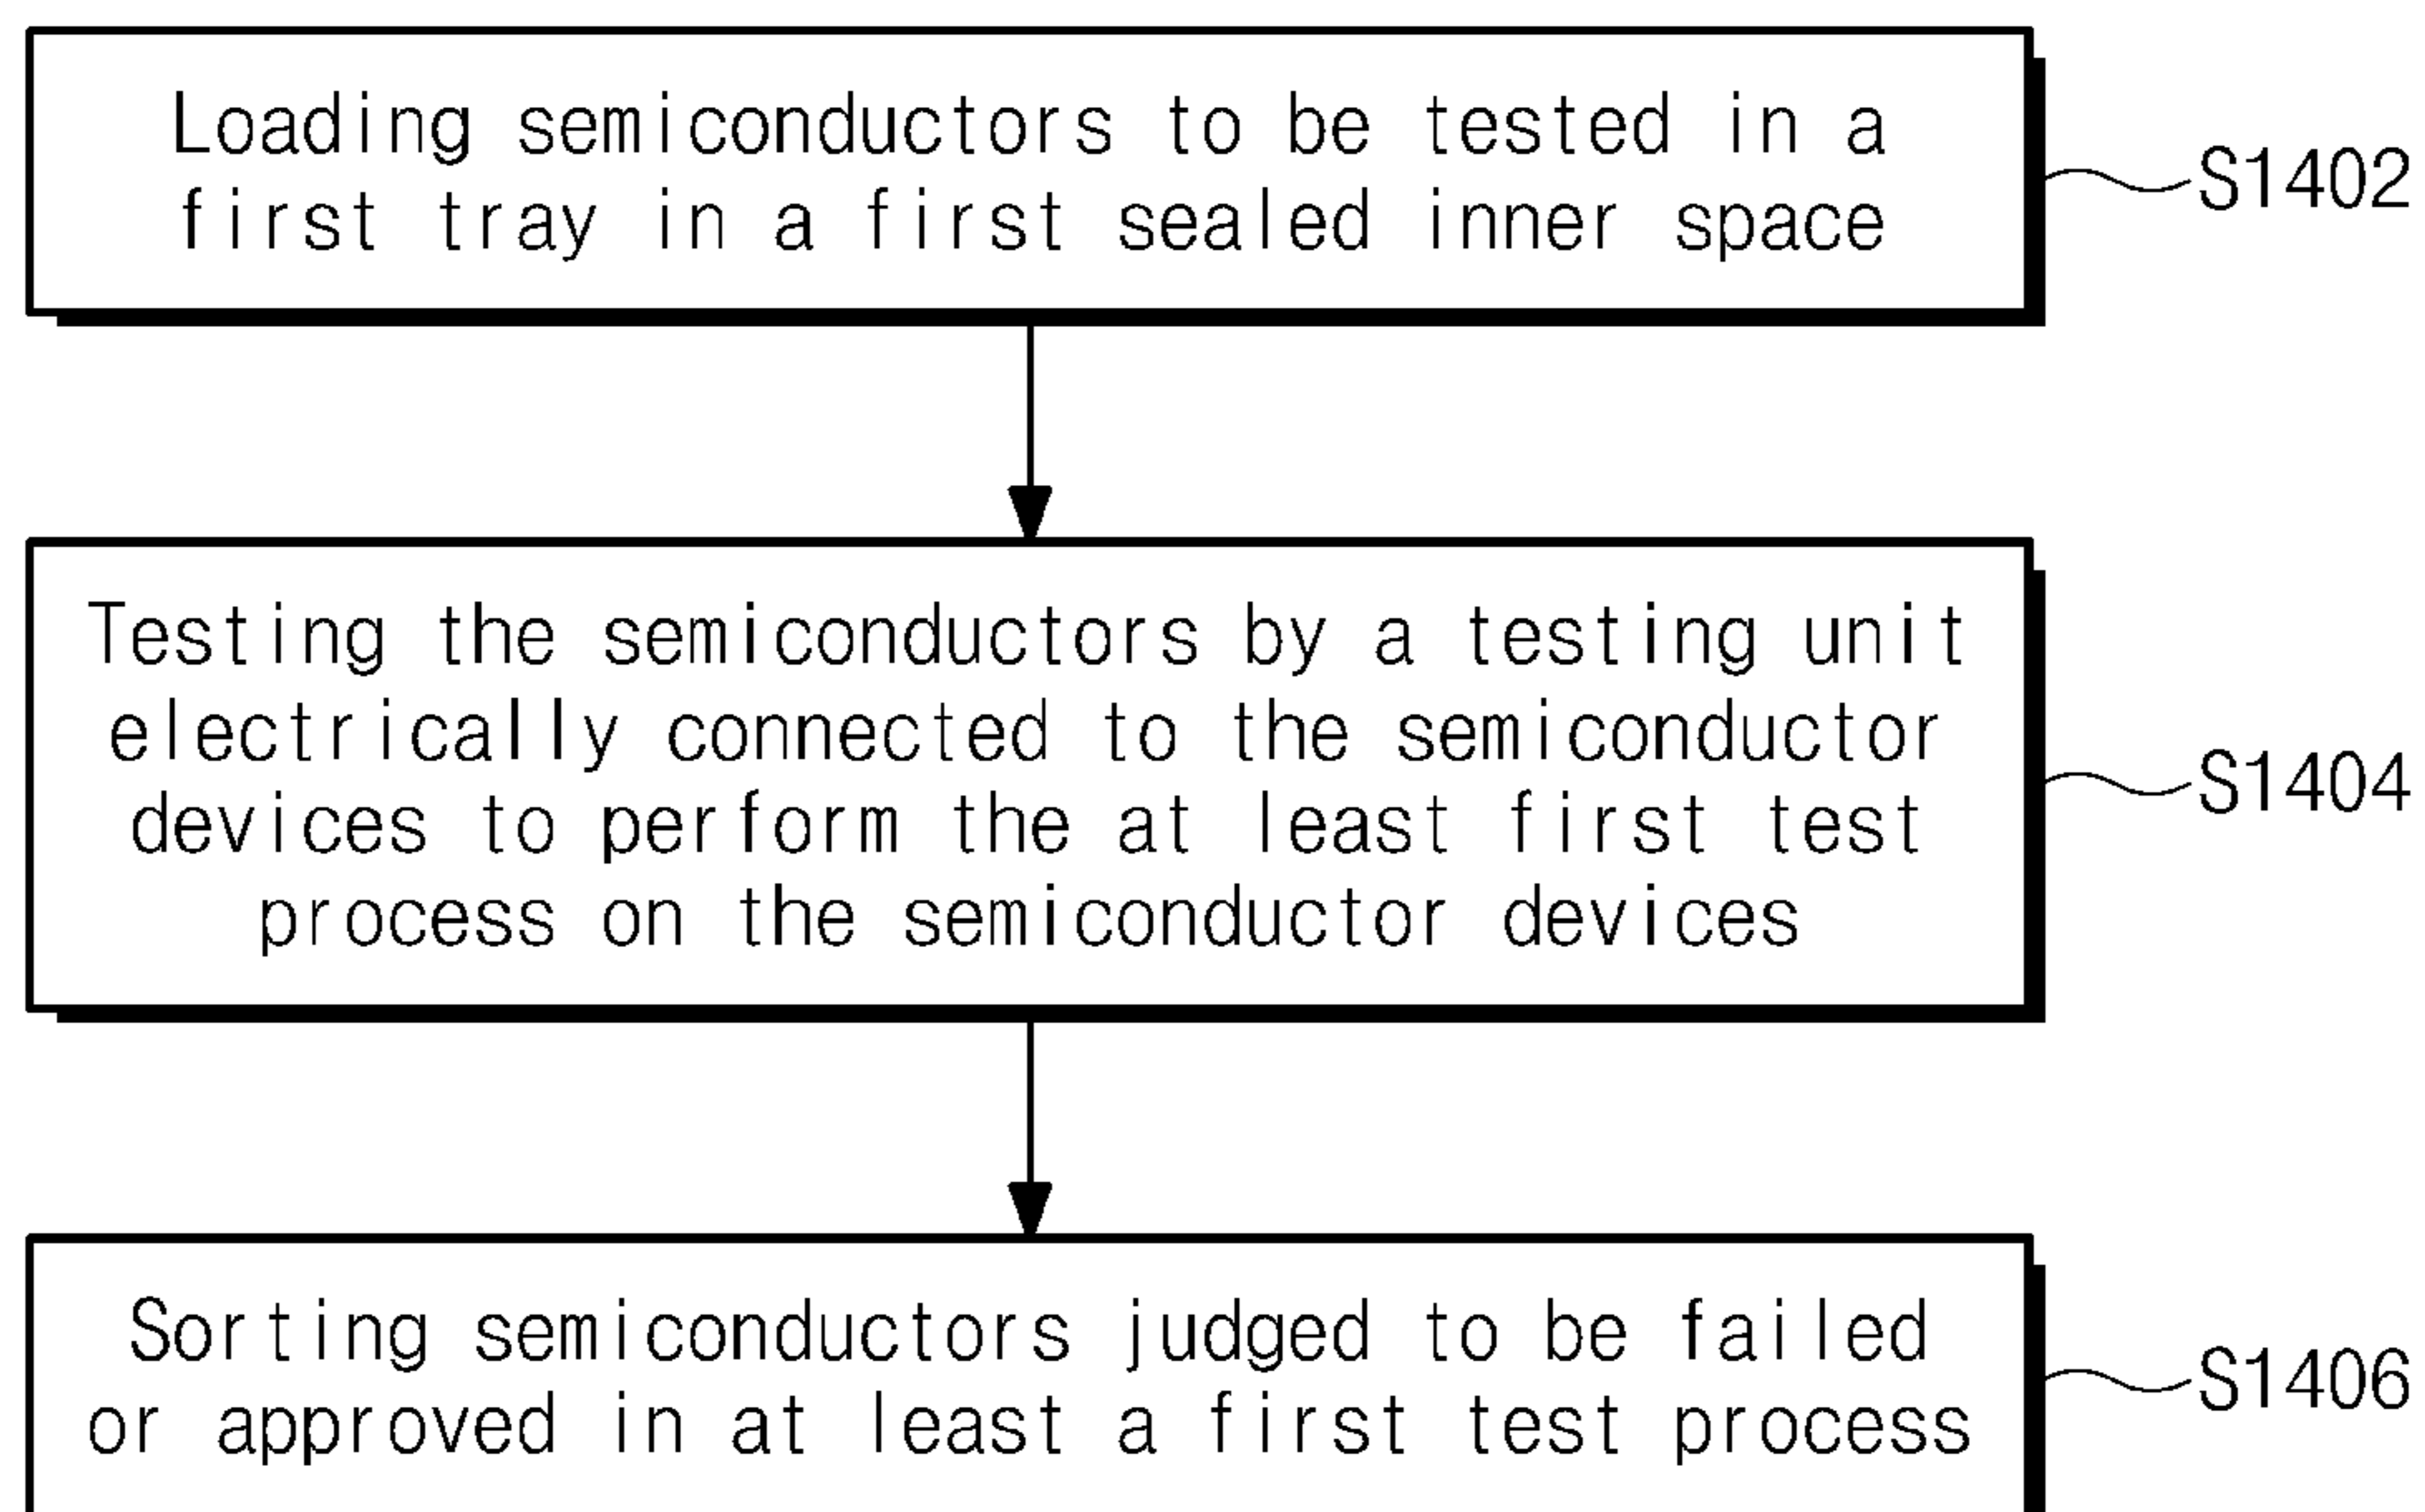 Loading semiconductors to be tested in a
first tray in a first sealed inner space
S1402
Testing the semiconductors by a testing unit
electrically connected to the semiconductor
devices to perform the at least first test
process on the semiconductor devices
S1404
Sorting semiconductors judged to be failed
or approved in at least a first test process
S1406